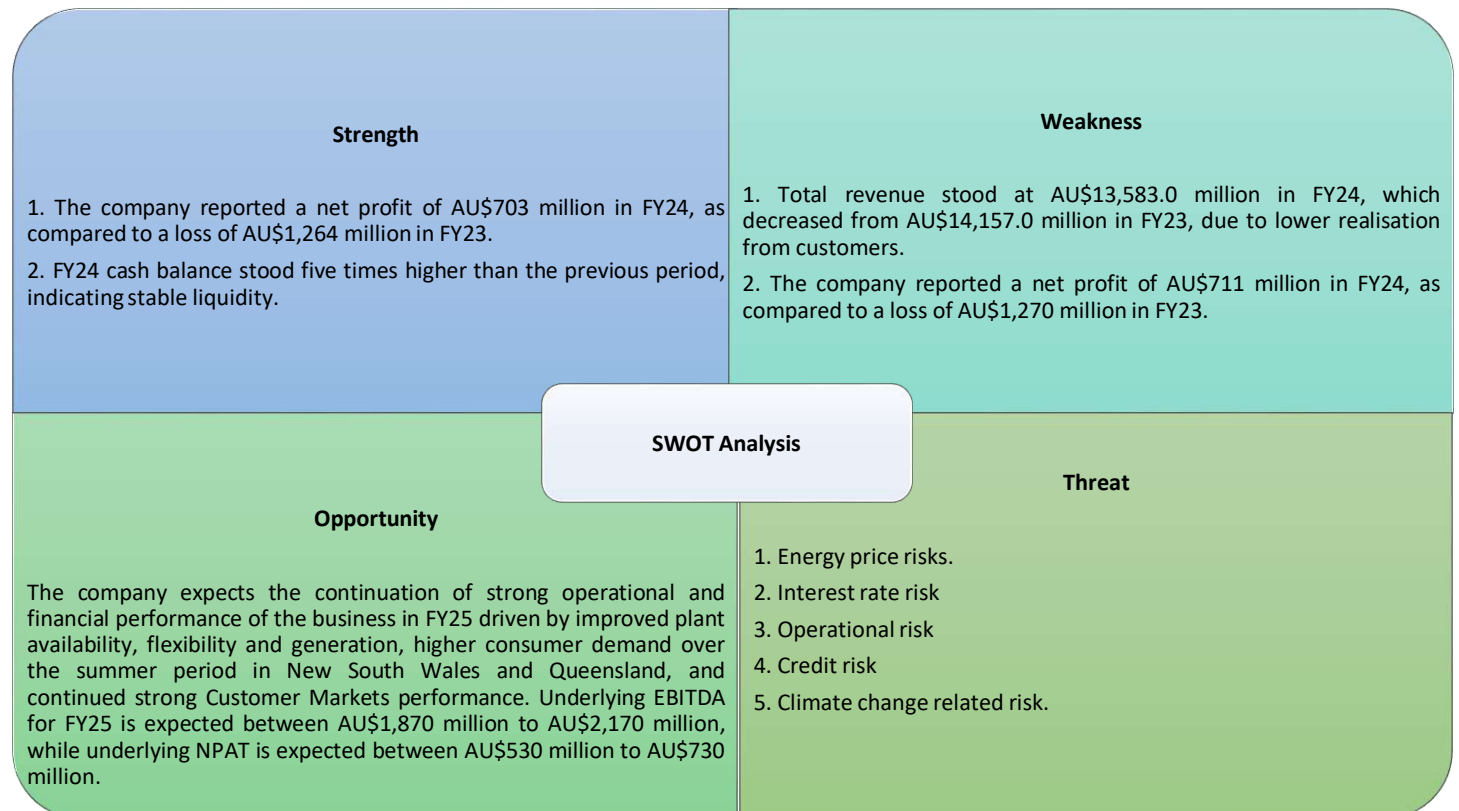 Strength
1. The company reported a net profit of AU$703 million in FY24, as
compared to a loss of AU$1,264 million in FY23.
2. FY24 cash balance stood five times higher than the previous period,
indicating stable liquidity.
Weakness
1. Total revenue stood at AU$13,583.0 million in FY24, which
decreased from AU$14,157.0 million in FY23, due to lower realisation
from customers.
2. The company reported a net profit of AU$711 million in FY24, as
compared to a loss of AU$1,270 million in FY23.
SWOT Analysis
Opportunity
The company expects the continuation of strong operational and
financial performance of the business in FY25 driven by improved plant
availability, flexibility and generation, higher consumer demand over
the summer period in New South Wales and Queensland, and
continued strong Customer Markets performance. Underlying EBITDA
for FY25 is expected between AU$1,870 million to AU$2,170 million,
while underlying NPAT is expected between AU$530 million to AU$730
million.
Threat
1. Energy price risks.
2. Interest rate risk
3. Operational risk
4. Credit risk
5. Climate change related risk.